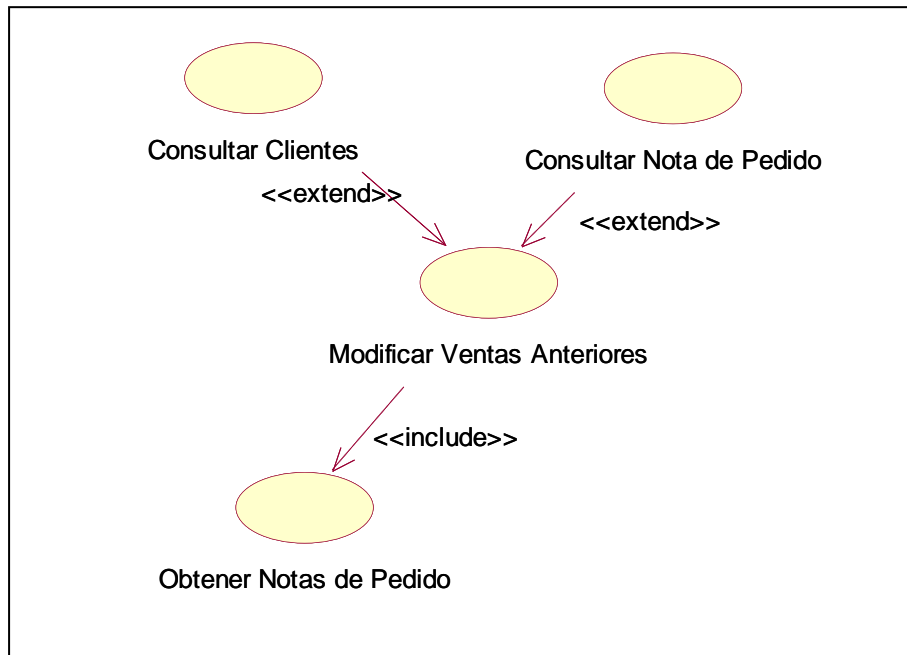 Consultar Clientes
Consultar Nota de Pedido
<<extend>>
<<extend>>
Modificar Ventas Anteriores
<<include>>
Obtener Notas de Pedido